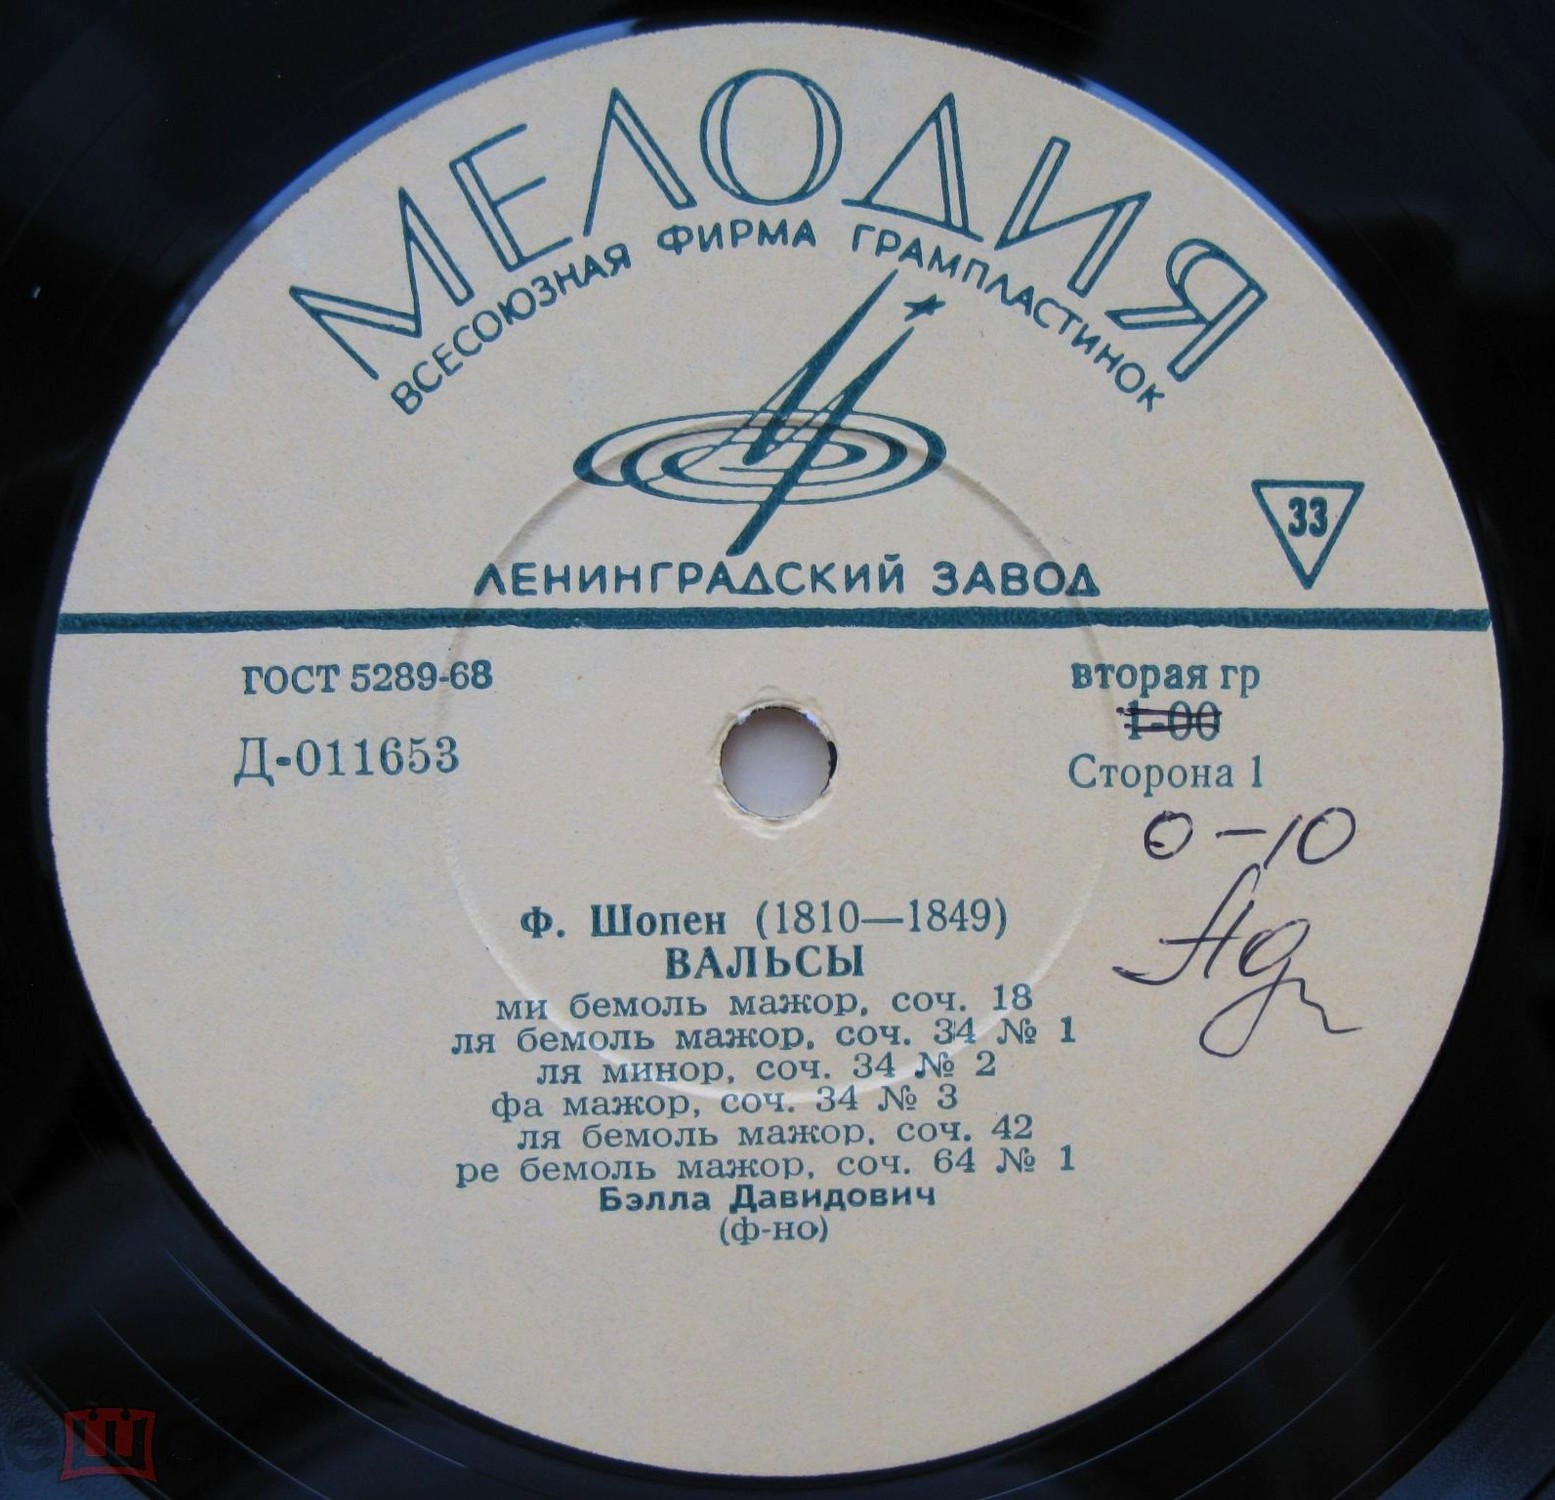 МЕЛОДИЯ
ВСЕСОЮЗНАЯ ФИРМА ГРАМПЛАСТИНОК
33
ЛЕНИНГРАДСКИЙ ЗАВОД
ГОСТ 5289-68
вторая гр
1-00
Д-011653
Сторона 1
0-10
Ф. Шопен (1810—1849)
ВАЛЬСЫ
ми бемоль мажор, соч. 18
ля бемоль мажор, соч. 34 № 1
ля минор, соч. 34 № 2
фа мажор, соч. 34 № 3
ля бемоль мажор, соч. 42
ре бемоль мажор, соч. 64 № 1
Бэлла Давидович
(ф-но)